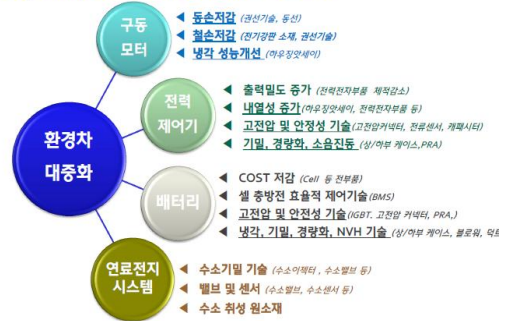 구동
모터
◀ 동손저감 (권선기술, 동선)
◀ 철손저감 (전기강판 소재, 권선기술)
◀ 냉각 성능개선 (하우징앗세이)
전력
제어기
◀ 출력밀도 증가 (전력전자부품 체적감소)
◀ 내열성 증가(하우징앗세이, 전력전자부품 등)
◀ 고전압 및 안정성 기술(고전압커넥터, 전류센서, 캐패시터)
◀ 기밀, 경량화, 소음진동 (상/하부 케이스,PRA)
환경차
대중화
배터리
◀ COST 저감 (Cell 등 전부품)
◀ 셀 충방전 효율적 제어기술(BMS)
◀ 고전압 및 안전성 기술(IGBT. 고전압 커넥터, PRA,)
◀ 냉각, 기밀, 경량화, NVH 기술 (상/하부 케이스, 블로워,
연료전지
시스템
◀ 수소기밀 기술 (수소이젝터 , 수소밸브 등)
◀ 밸브 및 센서 (수소밸브, 수소센서 등)
◀ 수소 취성 원소재